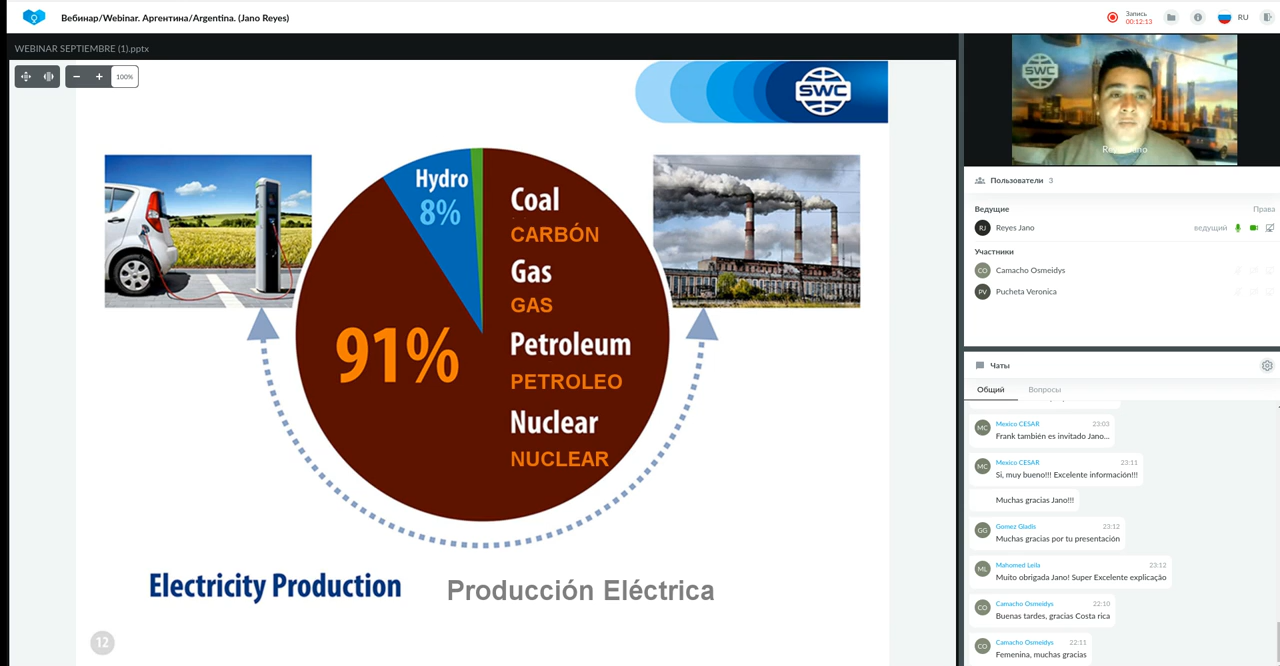 Вебинар/Webinar. Аргентина/Argentina. (Jano Reyes)
Запись
00:12:13
RU
WEBINAR SEPTIEMBRE (1).pptx
100%
SWC
Hydro
8%
91%
Coal
CARBÓN
Gas
GAS
Petroleum
PETROLEO
Nuclear
NUCLEAR
Electricity Production
Producción Eléctrica
12
SWC
Пользователи 3
Ведущие
Права
RJ
Reyes Jano
ведущий
Участники
CO
Camacho Osmeidys
PV
Pucheta Veronica
Чаты
Общий
Вопросы
MC
Mexico CESAR
23:03
Frank también es invitado Jano...
MC
Mexico CESAR
23:11
Si, muy bueno!!! Excelente información!!!
Muchas gracias Jano!!!
GG
Gomez Gladis
23:12
Muchas gracias por tu presentación
ML
Mahomed Leila
23:12
Muito obrigada Jano! Super Excelente explicação
CO
Camacho Osmeidys
22:10
Buenas tardes, gracias Costa rica
CO
Camacho Osmeidys
22:11
Femenina, muchas gracias